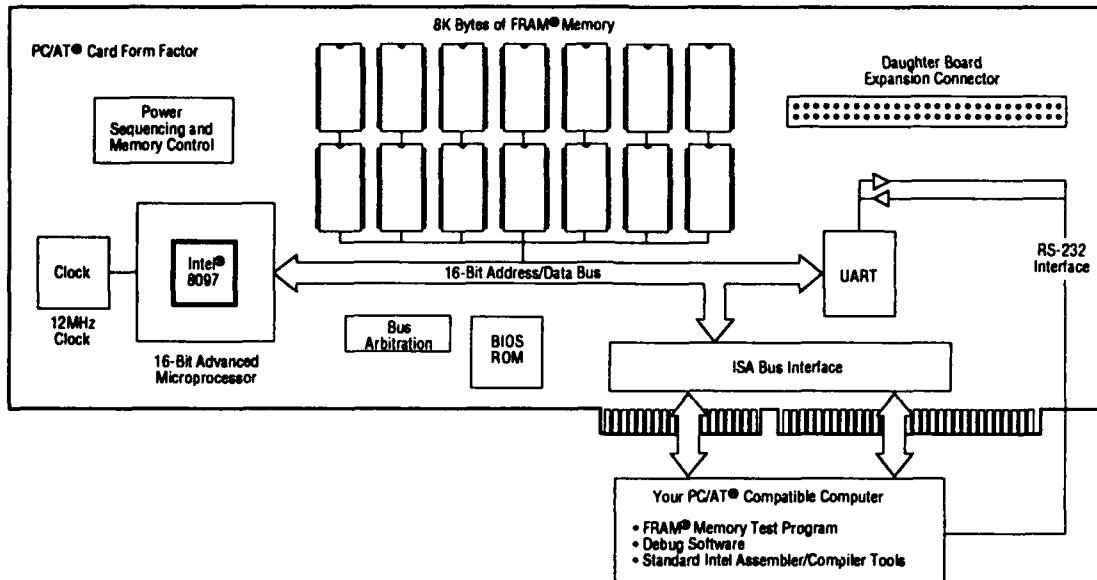 8K Bytes of FRAM® Memory
PC/AT® Card Form Factor
Daughter Board
Expansion Connector
Power
Sequencing and
Memory Control
Clock
12MHz
Clock
Intel®
8097
16-Bit Advanced
Microprocessor
16-Bit Address/Data Bus
UART
RS-232
Interface
Bus
Arbitration
BIOS
ROM
ISA Bus Interface
Your PC/AT® Compatible Computer
• FRAM® Memory Test Program
• Debug Software
• Standard Intel Assembler/Compiler Tools